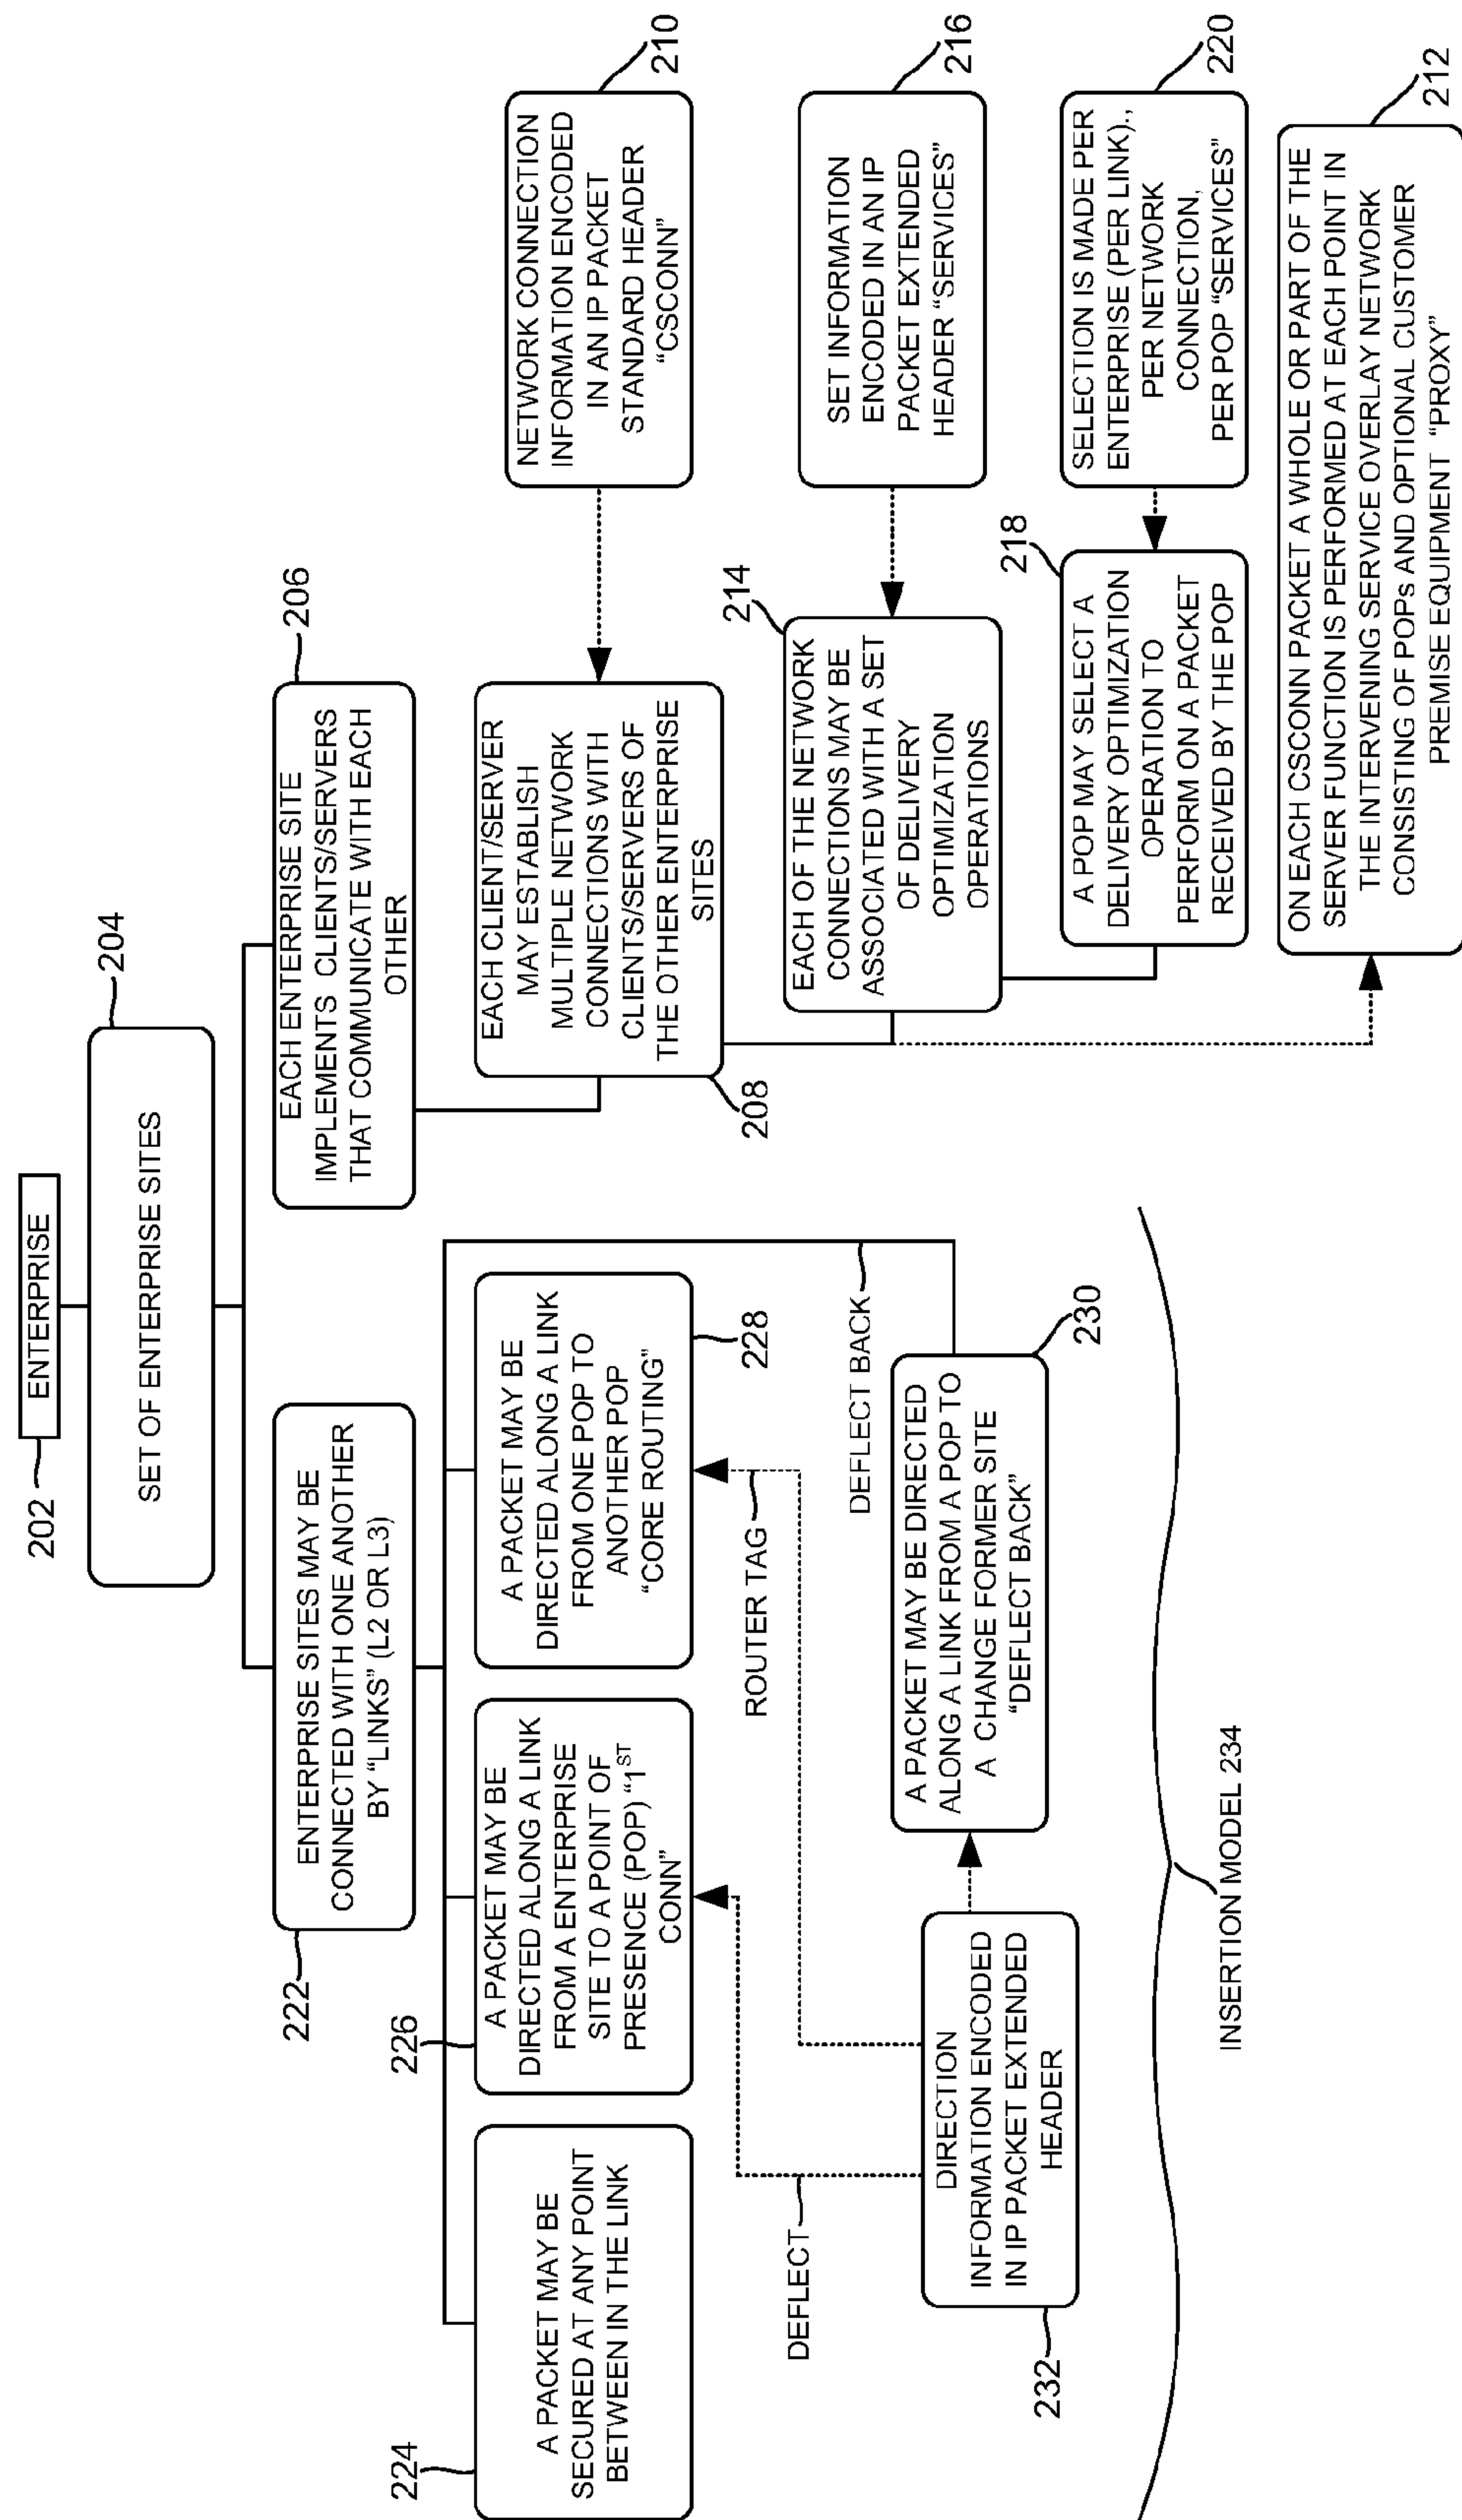 202
ENTERPRISE
204
SET OF ENTERPRISE SITES
222
ENTERPRISE SITES MAY BE
CONNECTED WITH ONE ANOTHER
BY “LINKS” (L2 OR L3)
206
EACH ENTERPRISE SITE
IMPLEMENTS CLIENTS/SERVERS
THAT COMMUNICATE WITH EACH
OTHER
224
A PACKET MAY BE
SECURED AT ANY POINT
BETWEEN IN THE LINK
226
A PACKET MAY BE
DIRECTED ALONG A LINK
FROM A ENTERPRISE
SITE TO A POINT OF
PRESENCE (POP) “1ST
CONN”
A PACKET MAY BE
DIRECTED ALONG A LINK
FROM ONE POP TO
ANOTHER POP
“CORE ROUTING”
228
EACH CLIENT/SERVER
MAY ESTABLISH
MULTIPLE NETWORK
CONNECTIONS WITH
CLIENTS/SERVERS OF
THE OTHER ENTERPRISE
SITES
208
NETWORK CONNECTION
INFORMATION ENCODED
IN AN IP PACKET
STANDARD HEADER
“CSCONN”
210
DEFLECT
ROUTER TAG
DEFLECT BACK
232
DIRECTION
INFORMATION ENCODED
IN IP PACKET EXTENDED
HEADER
A PACKET MAY BE DIRECTED
ALONG A LINK FROM A POP TO
A CHANGE FORMER SITE
“DEFLECT BACK”
230
214
EACH OF THE NETWORK
CONNECTIONS MAY BE
ASSOCIATED WITH A SET
OF DELIVERY
OPTIMIZATION
OPERATIONS
SET INFORMATION
ENCODED IN AN IP
PACKET EXTENDED
HEADER “SERVICES”
216
218
A POP MAY SELECT A
DELIVERY OPTIMIZATION
OPERATION TO
PERFORM ON A PACKET
RECEIVED BY THE POP
SELECTION IS MADE PER
ENTERPRISE (PER LINK).,
PER NETWORK
CONNECTION,
PER POP “SERVICES”
220
INSERTION MODEL 234
ON EACH CSCONN PACKET A WHOLE OR PART OF THE
SERVER FUNCTION IS PERFORMED AT EACH POINT IN
THE INTERVENING SERVICE OVERLAY NETWORK
CONSISTING OF POPs AND OPTIONAL CUSTOMER
PREMISE EQUIPMENT “PROXY”
212